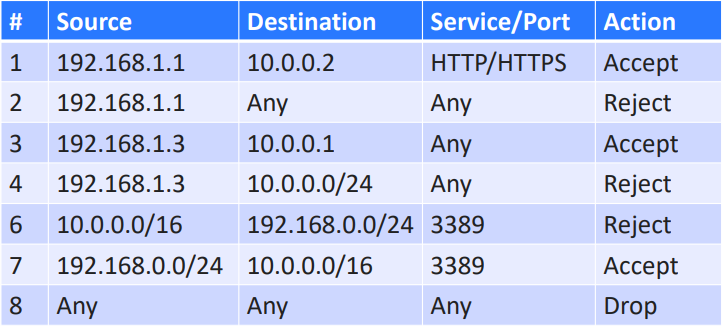 # Source Destination Service/Port Action
1 192.168.1.1 10.0.0.2 HTTP/HTTPS Accept
2 192.168.1.1 Any Any Reject
3 192.168.1.3 10.0.0.1 Any Accept
4 192.168.1.3 10.0.0.0/24 Any Reject
6 10.0.0.0/16 192.168.0.0/24 3389 Reject
7 192.168.0.0/24 10.0.0.0/16 3389 Accept
8 Any Any Any Drop